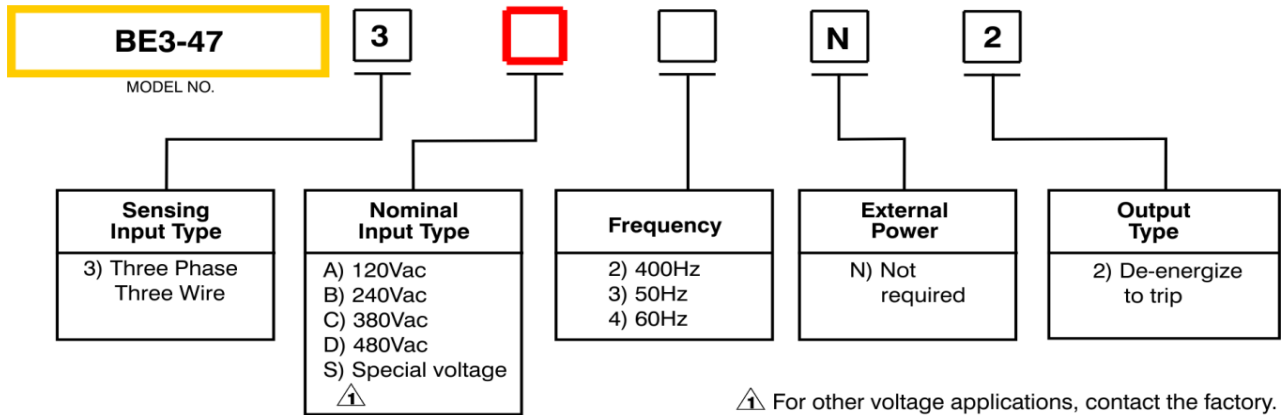 BE3-47
3
N
2
MODEL NO.
Sensing
Input Type
3) Three Phase
Three Wire
Nominal
Input Type
A) 120Vac
B) 240Vac
C) 380Vac
D) 480Vac
S) Special voltage
1
Frequency
2) 400Hz
3) 50Hz
4) 60Hz
External
Power
N) Not
required
Output
Type
2) De-energize
to trip
1 For other voltage applications, contact the factory.